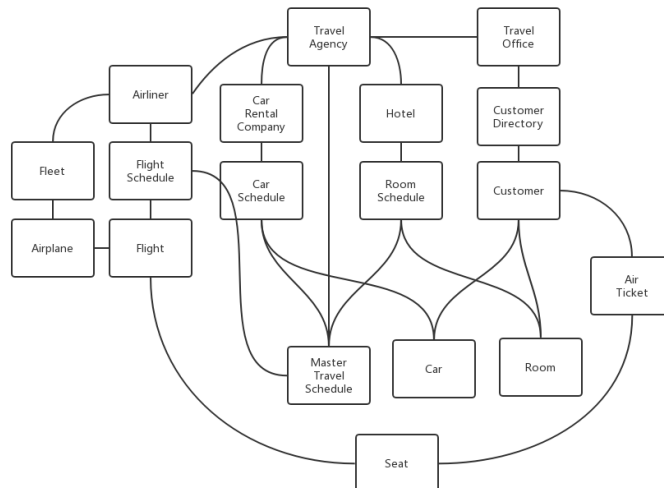 Travel
Agency
Travel
Office
Airliner
Car
Rental
Company
Hotel
Customer
Directory
Fleet
Flight
Schedule
Car
Schedule
Room
Schedule
Customer
Airplane
Flight
Air
Ticket
Master
Travel
Schedule
Car
Room
Seat